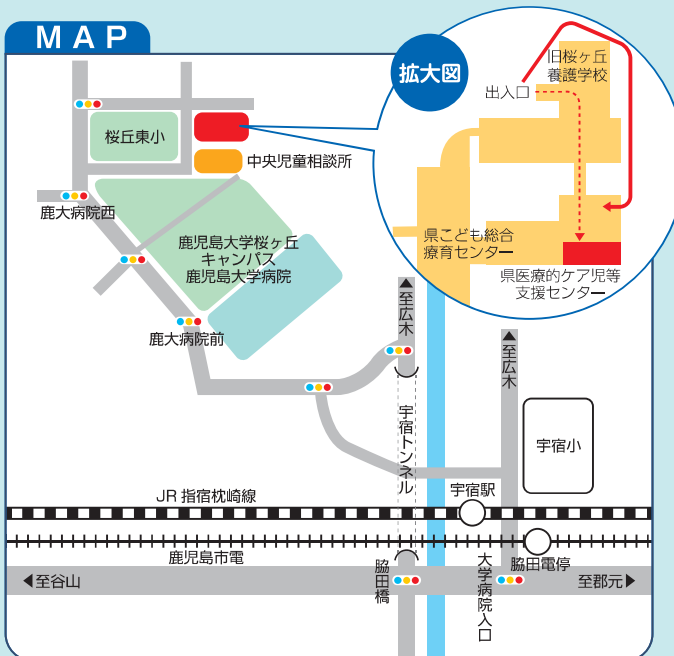 MAP
拡大図
旧桜ヶ丘
養護学校
出入口
桜丘東小
中央児童相談所
鹿大病院西
県こども総合
療育センター
鹿児島大学桜ヶ丘
キャンパス
鹿児島大学病院
県医療的ケア児等
支援センター
▲至広木
鹿大病院前
▲至広木
宇宿トンネル
宇宿小
JR 指宿枕崎線
宇宿駅
鹿児島市電
脇田電停
◀至谷山
脇田橋
大学病院入口
至郡元▶